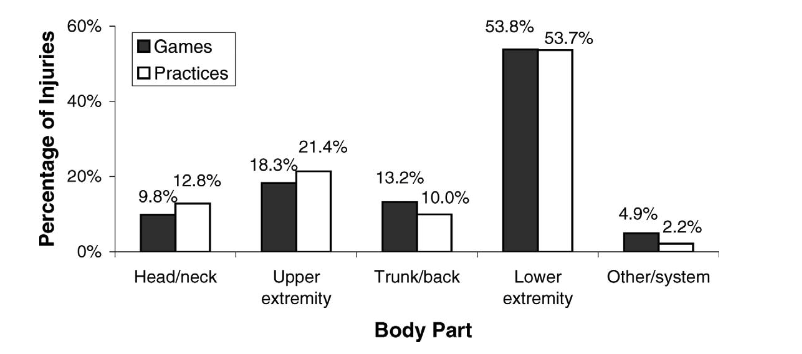 60%
40%
20%
0%
Percentage of Injuries
Games
Practices
9.8%
12.8%
18.3%
21.4%
13.2%
10.0%
53.8%
53.7%
4.9%
2.2%
Head/neck
Upper
extremity
Trunk/back
Lower
extremity
Other/system
Body Part